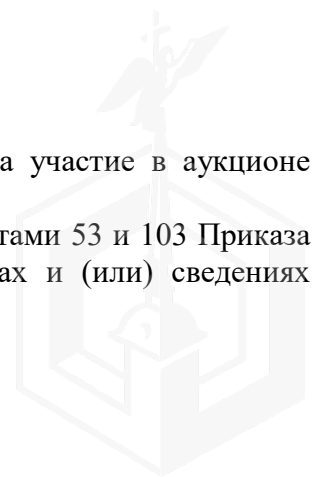 а участие в аукционе
тами 53 и 103 Приказа
ах и (или) сведениях